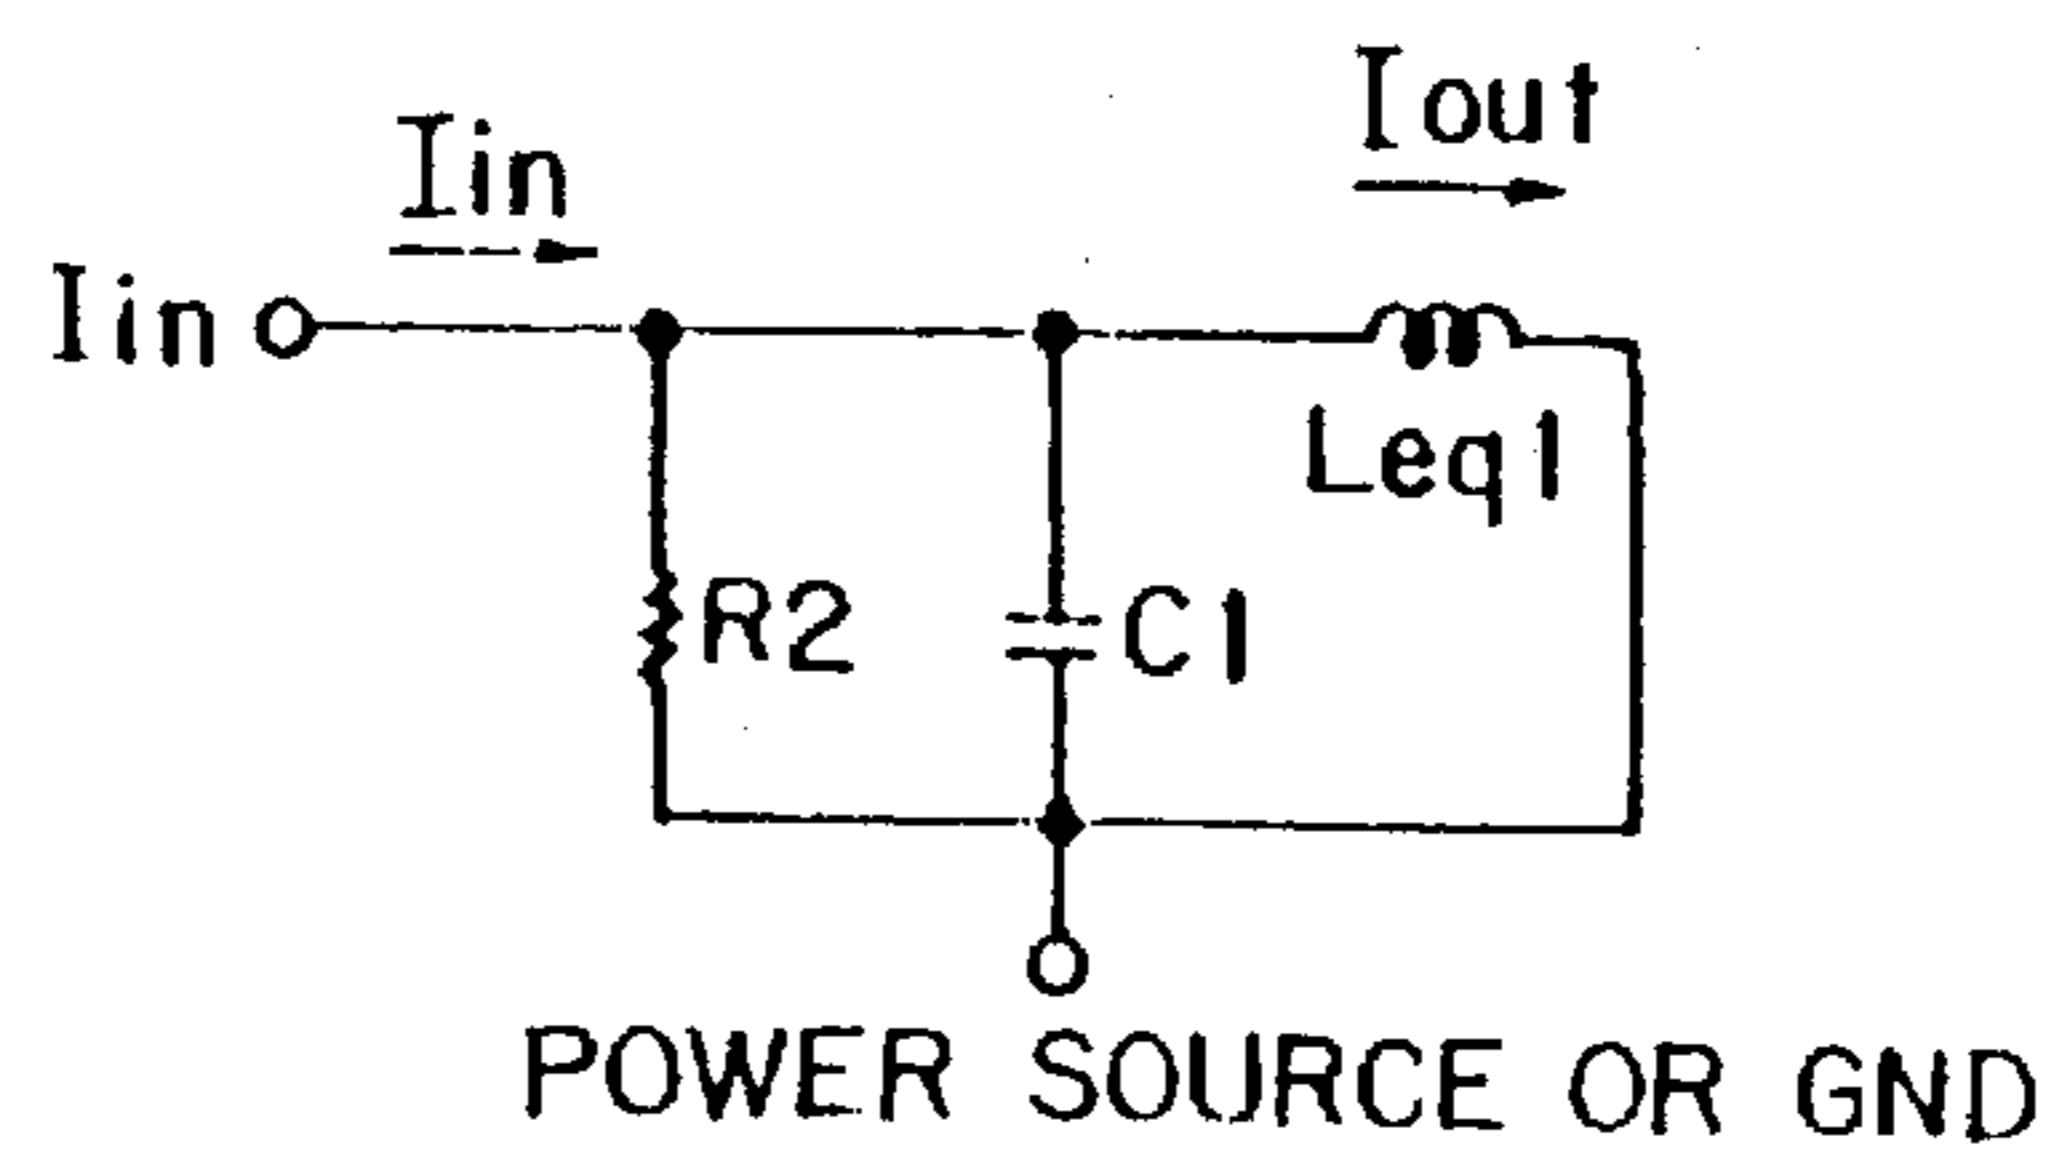 Iout
Iin
Iin
Leq1
R2
C1
POWER SOURCE OR GND